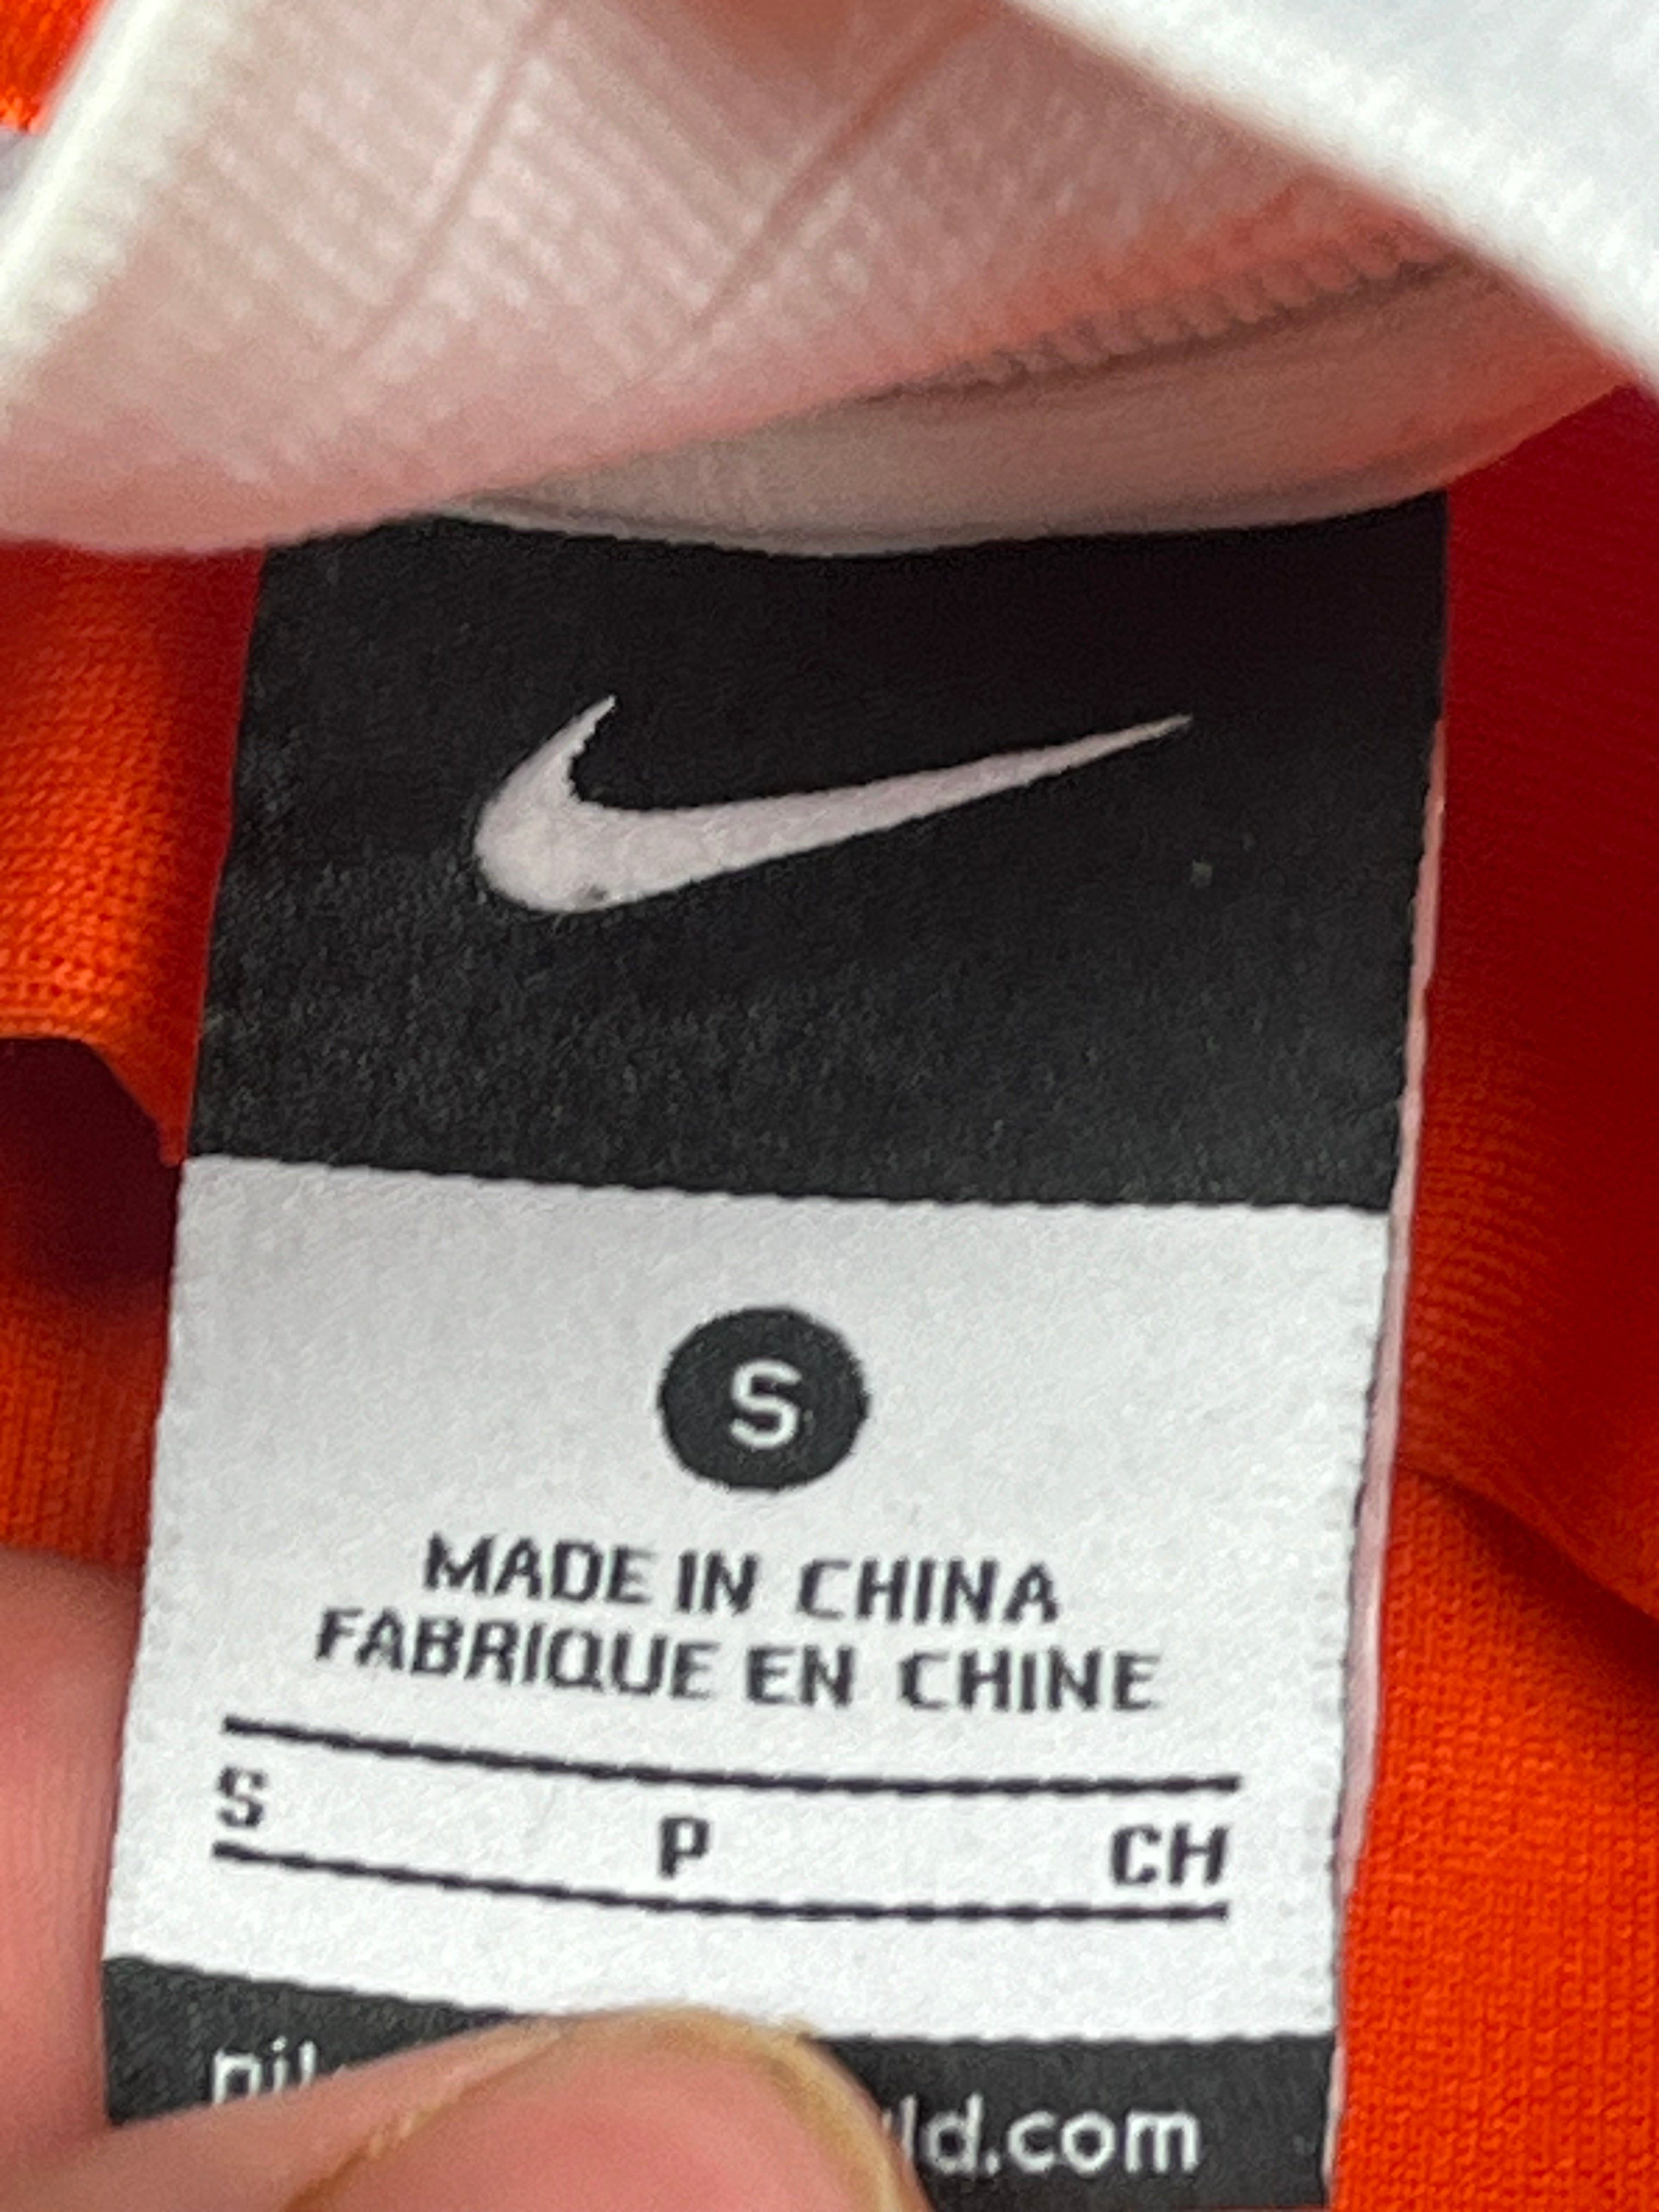 S
MADE IN CHINA
FABRIQUE EN CHINE
S P CH